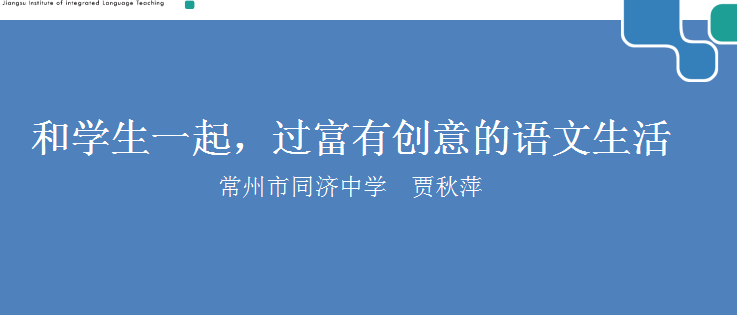 Jiangsu Institute of Integrated Language Teaching
和学生一起，过富有创意的语文生活
常州市同济中学 贾秋萍